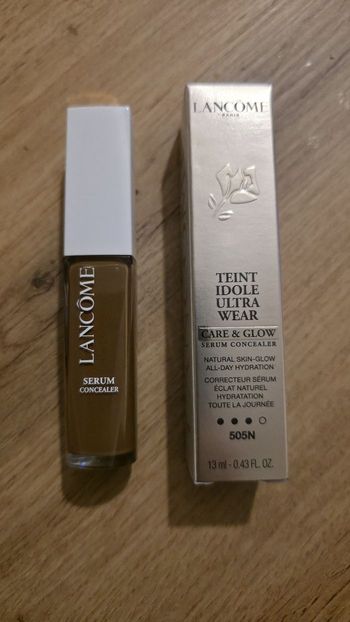 LANCÔME
SERUM
CONCEALER
LANCÔME
PARIS
TEINT
IDOLE
ULTRA
WEAR
CARE & GLOW
SERUM CONCEALER
NATURAL SKIN-GLOW
ALL-DAY HYDRATION
CORRECTEUR SÉRUM
ÉCLAT NATUREL
HYDRATATION
TOUTE LA JOURNÉE
505N
13 ml - 0.43 FL. OZ.